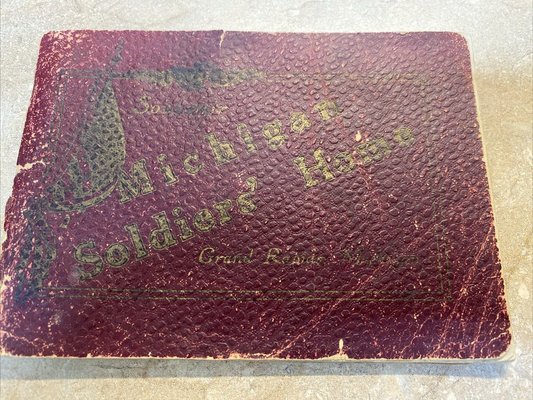 Souvenir
Michigan
Soldiers' Home
Grand Rapids, Michigan